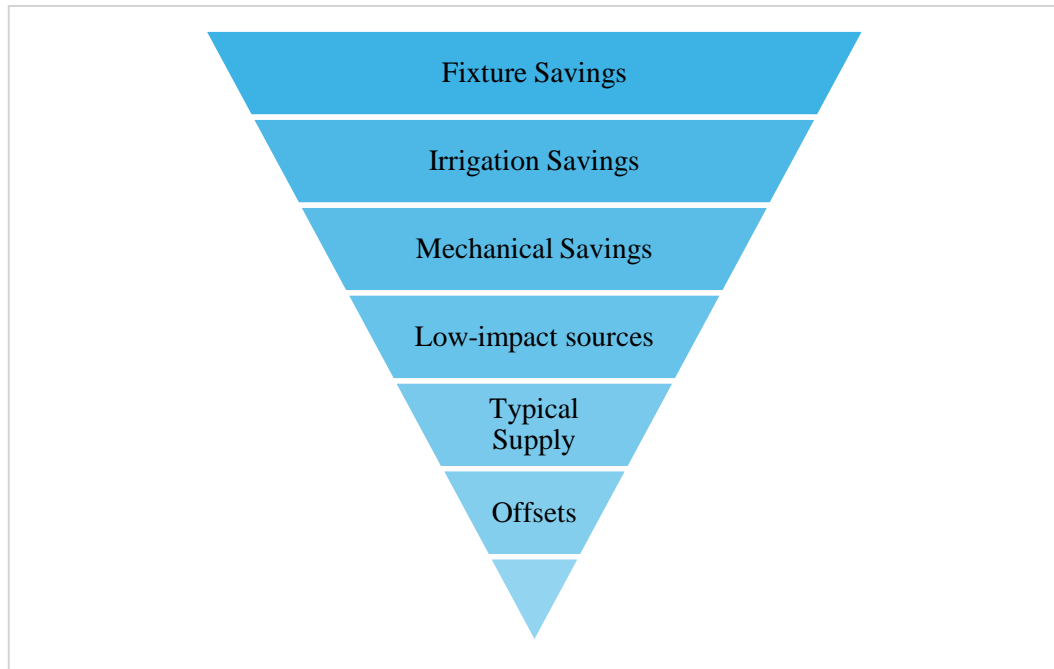 Fixture Savings
Irrigation Savings
Mechanical Savings
Low-impact sources
Typical
Supply
Offsets